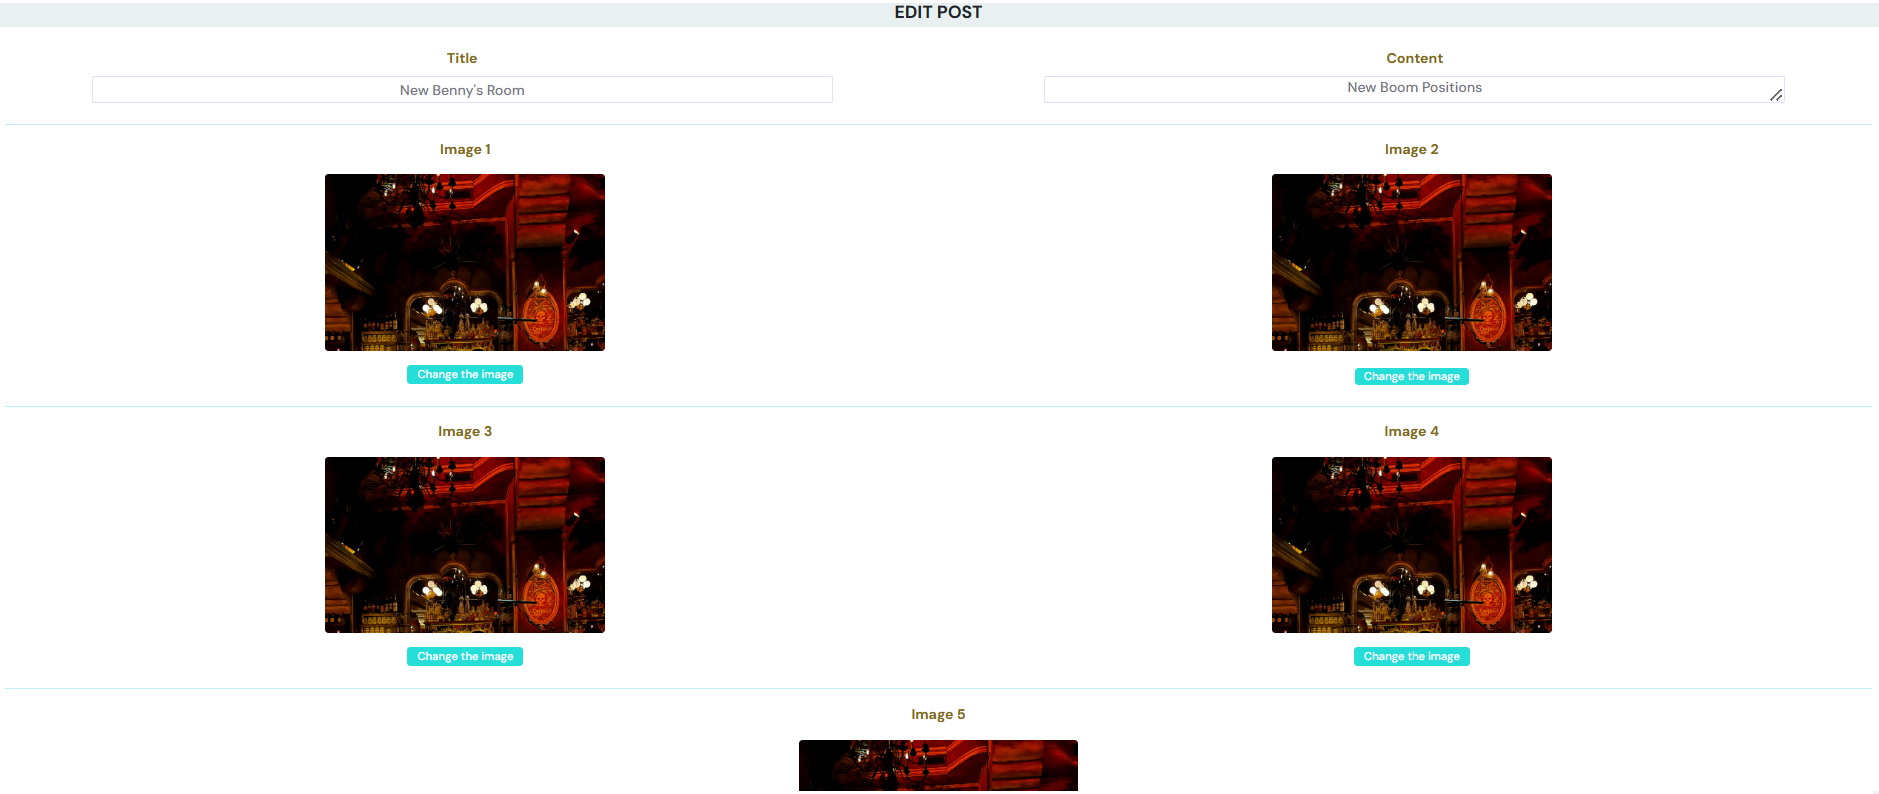 EDIT POST
Title
Content
New Benny's Room
New Boom Positions
Image 1
Image 2
Change the image
Change the image
Image 3
Image 4
Change the image
Change the image
Image 5